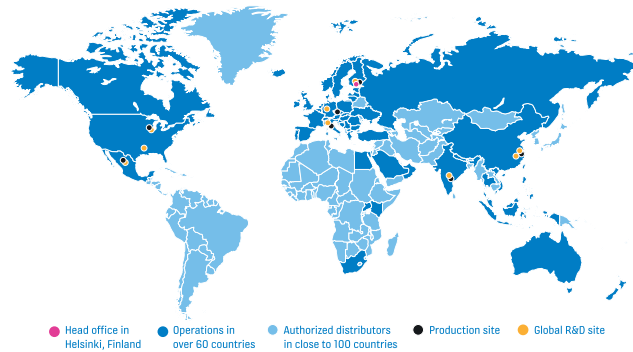 Head office in
Helsinki, Finland
Operations in
over 60 countries
Authorized distributors
in close to 100 countries
Production site
Global R&D site